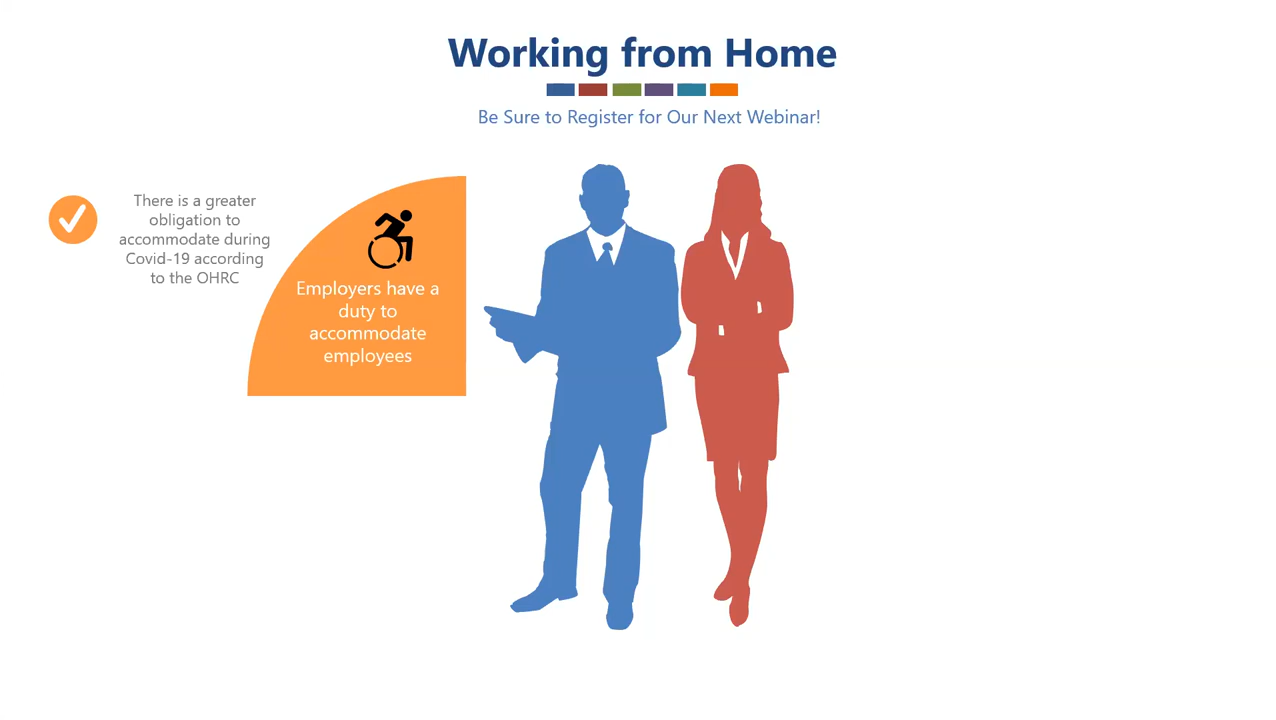 Working from Home
Be Sure to Register for Our Next Webinar!
There is a greater
obligation to
accommodate during
Covid-19 according
to the OHRC
Employers have a
duty to
accommodate
employees